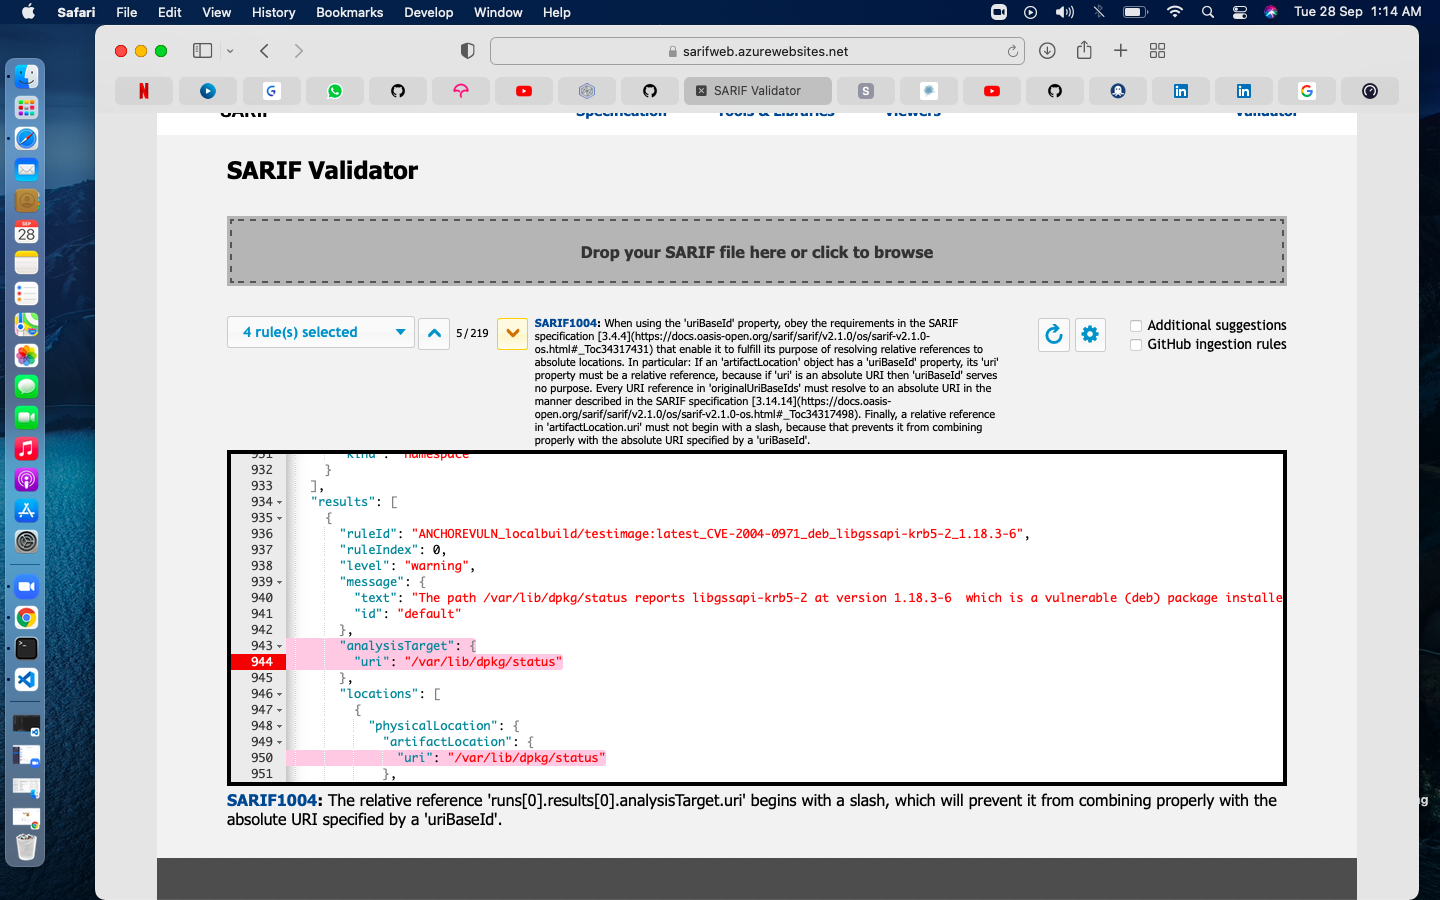 Safari File Edit View History Bookmarks Develop Window Help Tue 28 Sep 1:14 AM
sarifweb.azurewebsites.net
SARIF Validator
SARIF Specification Tools & Libraries Viewers Validator
SARIF Validator
Drop your SARIF file here or click to browse
4 rule(s) selected
5/219
SARIF1004: When using the 'uriBaseId' property, obey the requirements in the SARIF
specification [3.4.4](https://docs.oasis-open.org/sarif/sarif/v2.1.0/os/sarif-v2.1.0-
os.html#_Toc34317431) that enable it to fulfill its purpose of resolving relative references to
absolute locations. In particular: If an 'artifactLocation' object has a 'uriBaseId' property, its 'uri'
property must be a relative reference, because if 'uri' is an absolute URI then 'uriBaseId' serves
no purpose. Every URI reference in 'originalUriBaseIds' must resolve to an absolute URI in the
manner described in the SARIF specification [3.14.14](https://docs.oasis-
open.org/sarif/sarif/v2.1.0/os/sarif-v2.1.0-os.html#_Toc34317498). Finally, a relative reference
in 'artifactLocation.uri' must not begin with a slash, because that prevents it from combining
properly with the absolute URI specified by a 'uriBaseId'.
Additional suggestions
GitHub ingestion rules
931 "kind": "namespace"
932 }
933 ],
934 "results": [
935 {
936 "ruleId": "ANCHOREVULN_localbuild/testimage:latest_CVE-2004-0971_deb_libgssapi-krb5-2_1.18.3-6",
937 "ruleIndex": 0,
938 "level": "warning",
939 "message": {
940 "text": "The path /var/lib/dpkg/status reports libgssapi-krb5-2 at version 1.18.3-6  which is a vulnerable (deb) package installe
941 "id": "default"
942 },
943 "analysisTarget": {
944 "uri": "/var/lib/dpkg/status"
945 },
946 "locations": [
947 {
948 "physicalLocation": {
949 "artifactLocation": {
950 "uri": "/var/lib/dpkg/status"
951 },
SARIF1004: The relative reference 'runs[0].results[0].analysisTarget.uri' begins with a slash, which will prevent it from combining properly with the
absolute URI specified by a 'uriBaseId'.
SEP
28